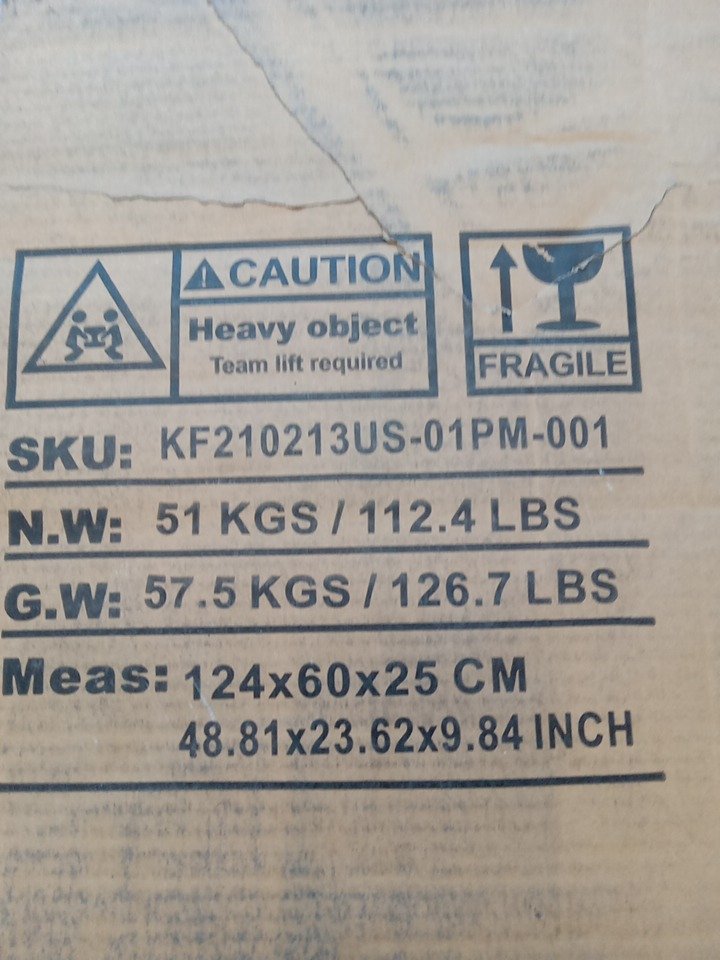 CAUTION
Heavy object
Team lift required
FRAGILE
SKU: KF210213US-01PM-001
N.W: 51 KGS / 112.4 LBS
G.W: 57.5 KGS / 126.7 LBS
Meas: 124x60x25 CM
48.81x23.62x9.84 INCH